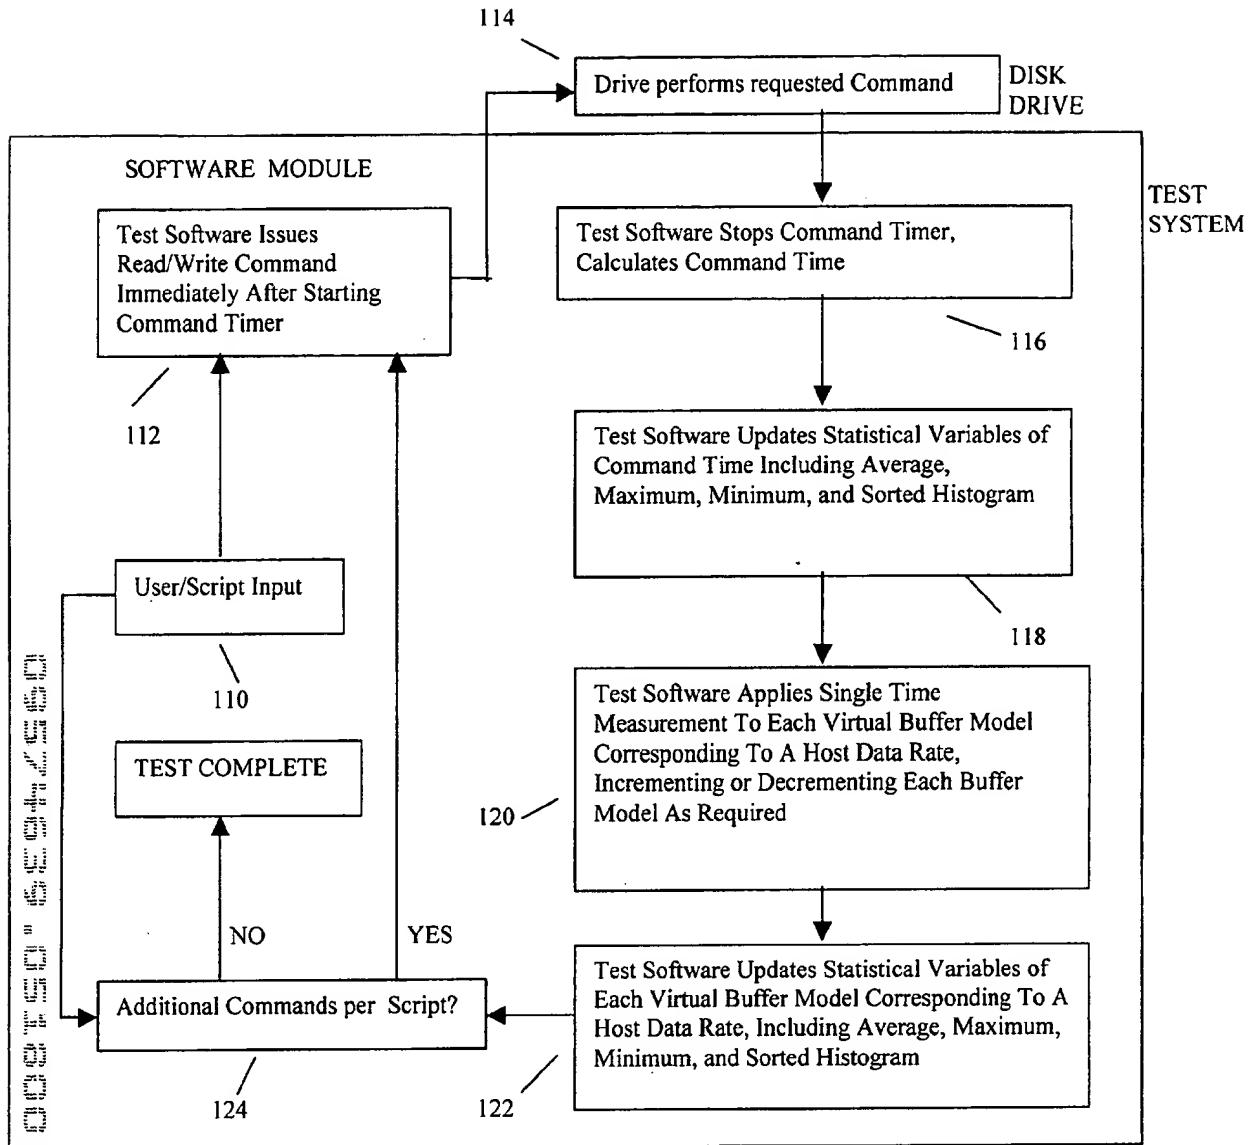 114
Drive performs requested Command
DISK
DRIVE
SOFTWARE MODULE
TEST
SYSTEM
Test Software Issues
Read/Write Command
Immediately After Starting
Command Timer
112
Test Software Stops Command Timer,
Calculates Command Time
116
Test Software Updates Statistical Variables of
Command Time Including Average,
Maximum, Minimum, and Sorted Histogram
118
User/Script Input
110
Test Software Applies Single Time
Measurement To Each Virtual Buffer Model
Corresponding To A Host Data Rate,
Incrementing or Decrementing Each Buffer
Model As Required
120
TEST COMPLETE
NO
YES
Additional Commands per Script?
124
Test Software Updates Statistical Variables of
Each Virtual Buffer Model Corresponding To A
Host Data Rate, Including Average, Maximum,
Minimum, and Sorted Histogram
122